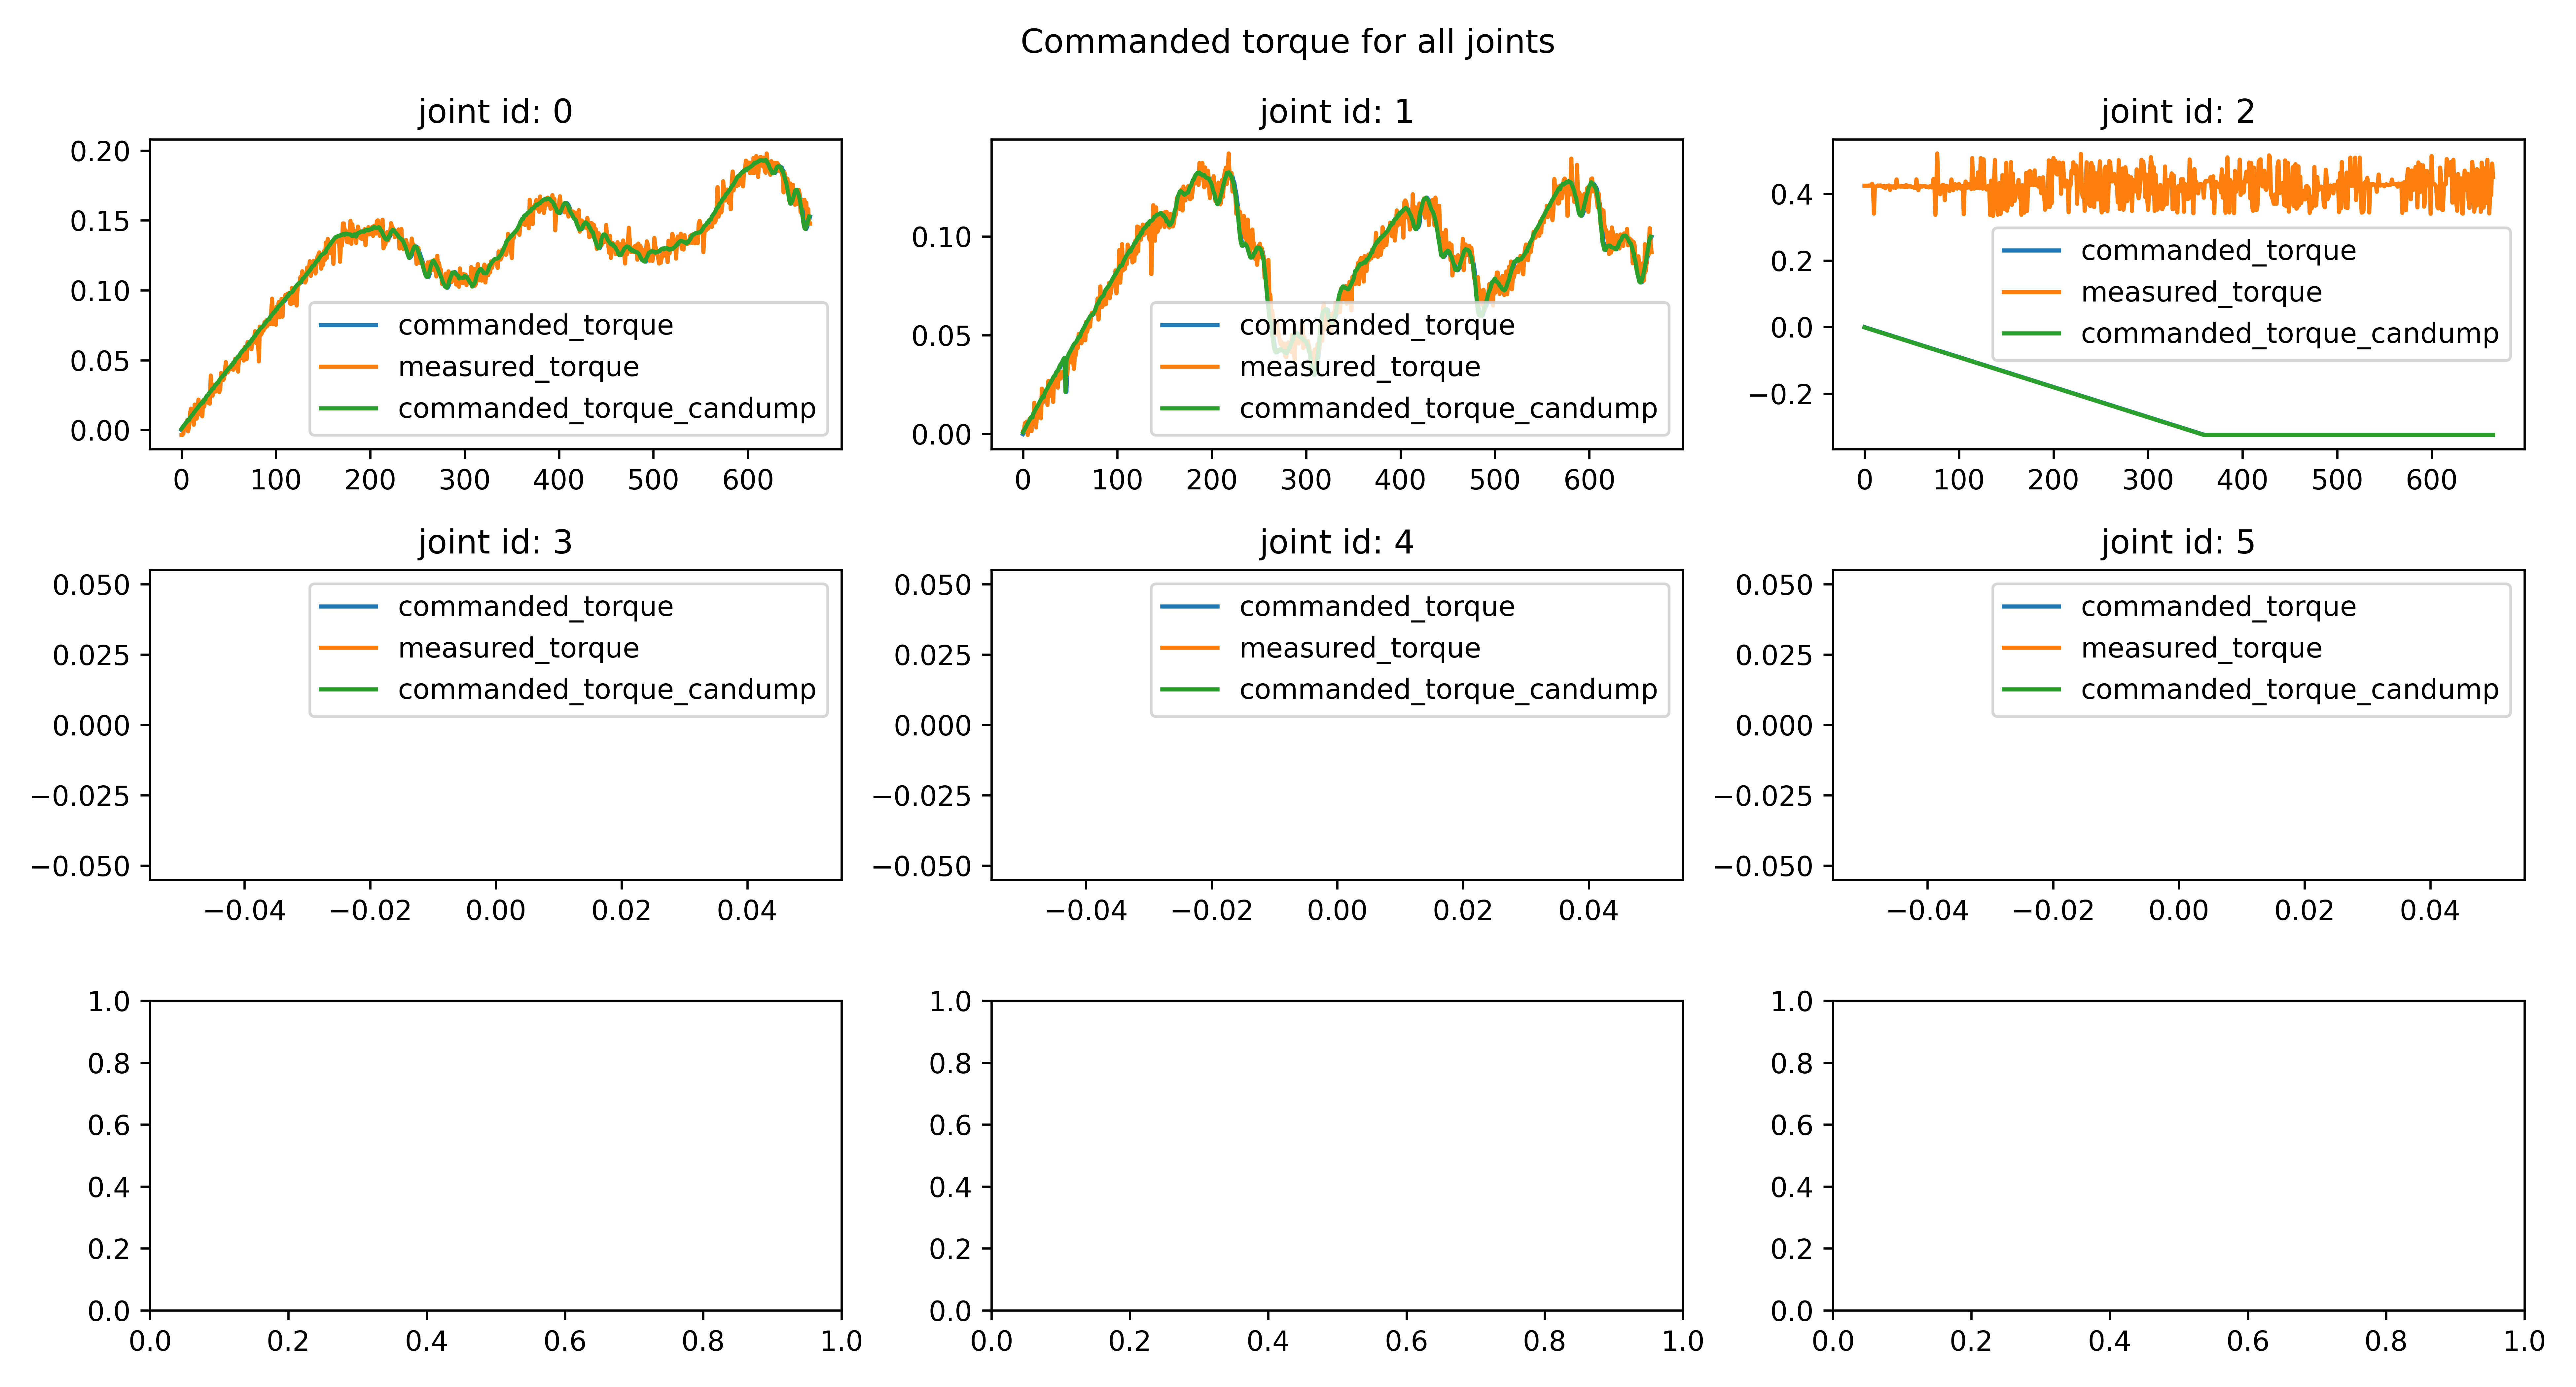 Commanded torque for all joints
joint id: 0
0.20
0.15
0.10
0.05
0.00
commanded_torque
measured_torque
commanded_torque_candump
0 100 200 300 400 500 600
joint id: 1
0.10
0.05
0.00
commanded_torque
measured_torque
commanded_torque_candump
0 100 200 300 400 500 600
joint id: 2
0.4
0.2
0.0
−0.2
commanded_torque
measured_torque
commanded_torque_candump
0 100 200 300 400 500 600
joint id: 3
0.050
0.025
0.000
−0.025
−0.050
commanded_torque
measured_torque
commanded_torque_candump
−0.04 −0.02 0.00 0.02 0.04
joint id: 4
0.050
0.025
0.000
−0.025
−0.050
commanded_torque
measured_torque
commanded_torque_candump
−0.04 −0.02 0.00 0.02 0.04
joint id: 5
0.050
0.025
0.000
−0.025
−0.050
commanded_torque
measured_torque
commanded_torque_candump
−0.04 −0.02 0.00 0.02 0.04
1.0
0.8
0.6
0.4
0.2
0.0
0.0 0.2 0.4 0.6 0.8 1.0
1.0
0.8
0.6
0.4
0.2
0.0
0.0 0.2 0.4 0.6 0.8 1.0
1.0
0.8
0.6
0.4
0.2
0.0
0.0 0.2 0.4 0.6 0.8 1.0